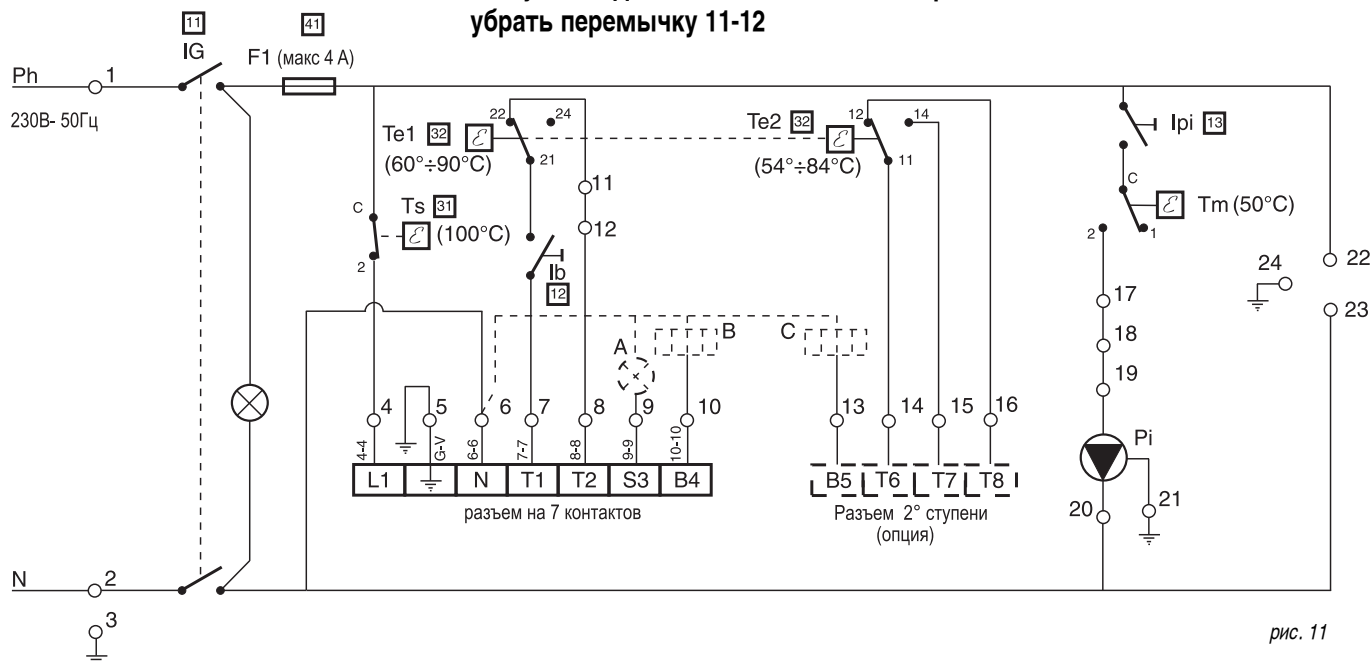 убрать перемычку 11-12
11
IG
41
F1 (макс 4 A)
Ph
1
230В- 50Гц
22
24
Te1
32
ℰ
(60°÷90°C)
21
11
12
Te2
32
ℰ
(54°÷84°C)
12
14
11
Ipi
13
C
ℰ
Tm (50°C)
2
1
C
Ts
31
ℰ
(100°C)
2
Ib
12
17
18
19
24
22
23
A
B
C
4
5
6
7
8
9
10
13
14
15
16
4-4
G-V
6-6
7-7
8-8
9-9
10-10
L1
N
T1
T2
S3
B4
разъем на 7 контактов
B5
T6
T7
T8
Разъем 2° ступени
(опция)
Pi
20
21
N
2
3
рис. 11